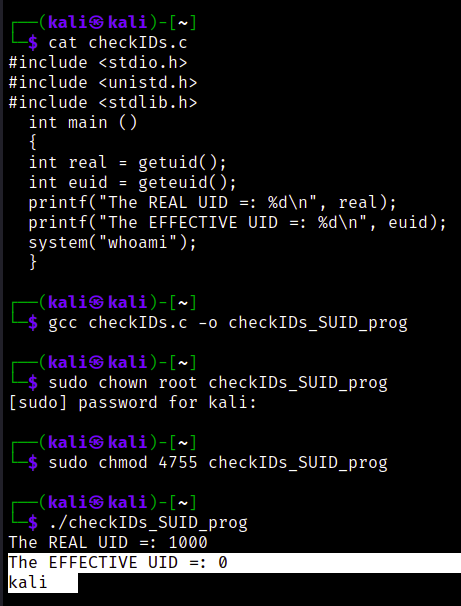 ┌──(kali㉿kali)-[~]
└─$ cat checkIDs.c
#include <stdio.h>
#include <unistd.h>
#include <stdlib.h>
  int main ()
  {
  int real = getuid();
  int euid = geteuid();
  printf("The REAL UID =: %d\n", real);
  printf("The EFFECTIVE UID =: %d\n", euid);
  system("whoami");
  }
┌──(kali㉿kali)-[~]
└─$ gcc checkIDs.c -o checkIDs_SUID_prog
┌──(kali㉿kali)-[~]
└─$ sudo chown root checkIDs_SUID_prog
[sudo] password for kali:
┌──(kali㉿kali)-[~]
└─$ sudo chmod 4755 checkIDs_SUID_prog
┌──(kali㉿kali)-[~]
└─$ ./checkIDs_SUID_prog
The REAL UID =: 1000
The EFFECTIVE UID =: 0
kali